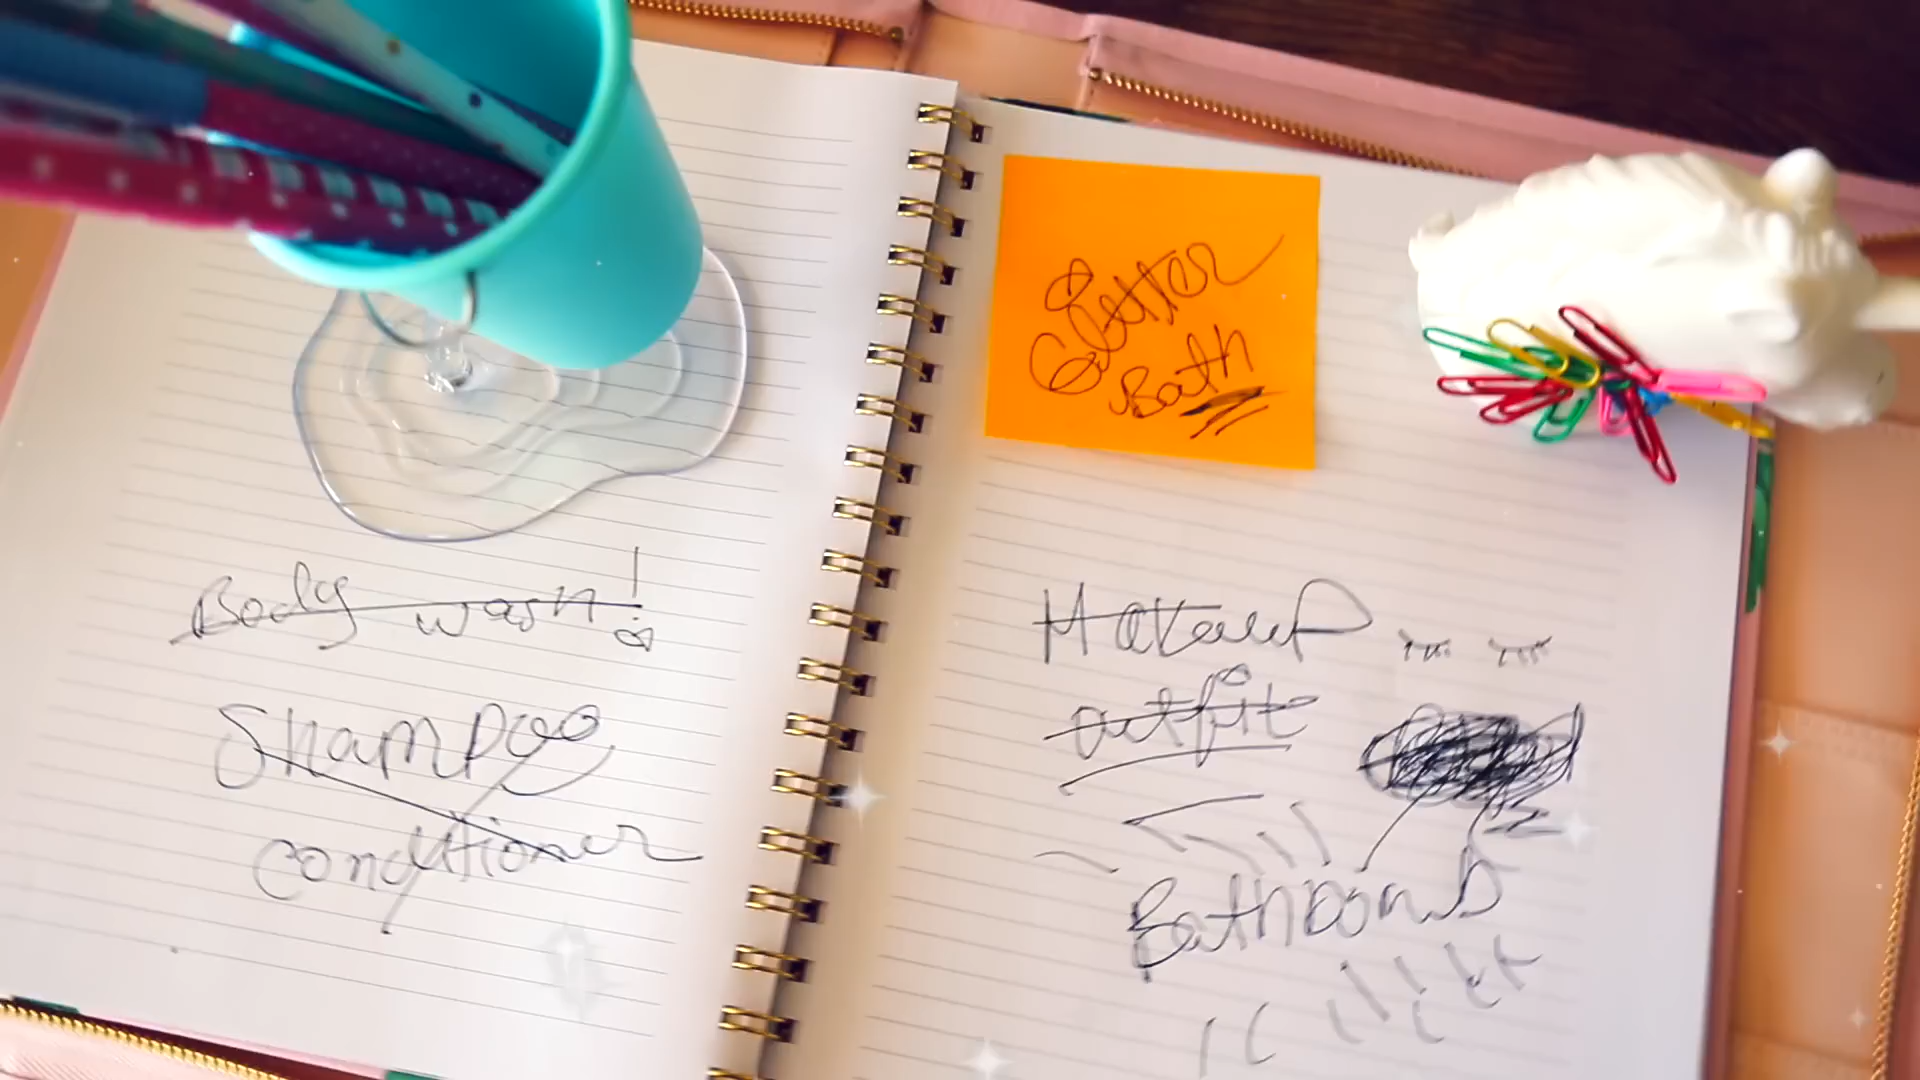 Body wash!
Shampoo
conditioner
Glitter
Bath
Makeup
outfit
Bathbomb